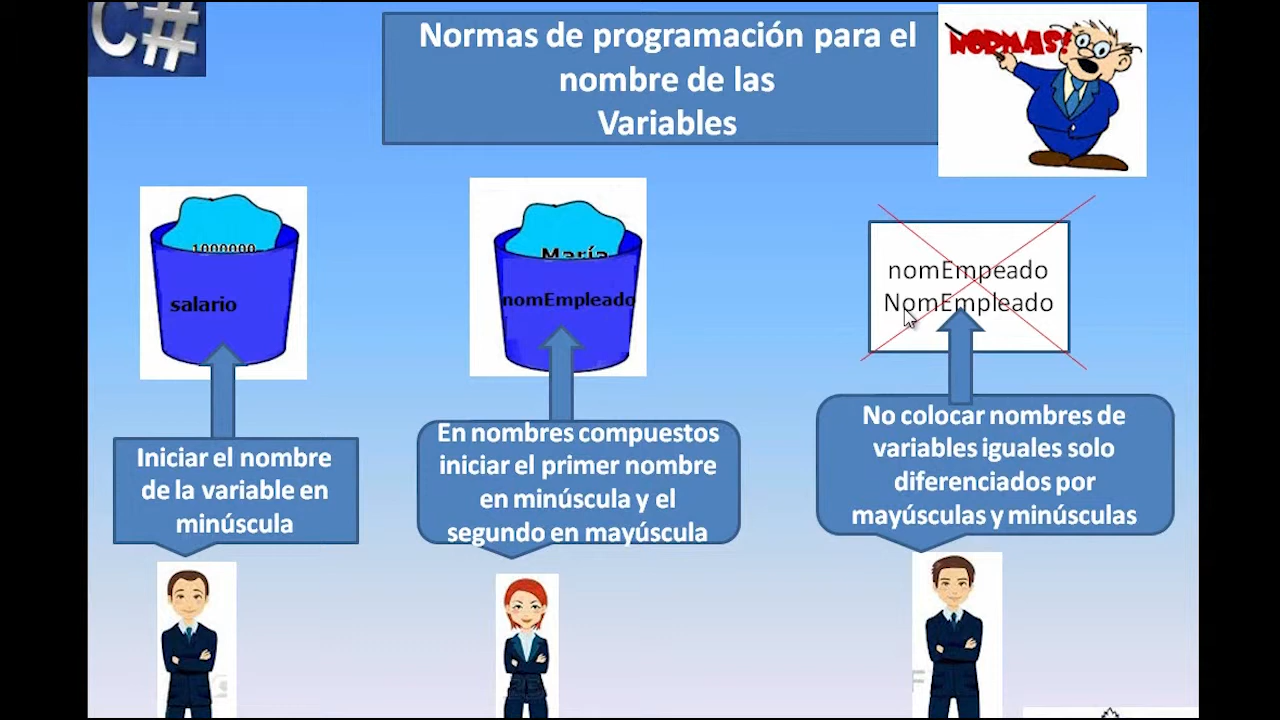 C#
Normas de programación para el
nombre de las
Variables
NORMAS!
1000000
salario
María
nomEmpleado
nomEmpeado
NomEmpleado
Iniciar el nombre
de la variable en
minúscula
En nombres compuestos
iniciar el primer nombre
en minúscula y el
segundo en mayúscula
No colocar nombres de
variables iguales solo
diferenciados por
mayúsculas y minúsculas